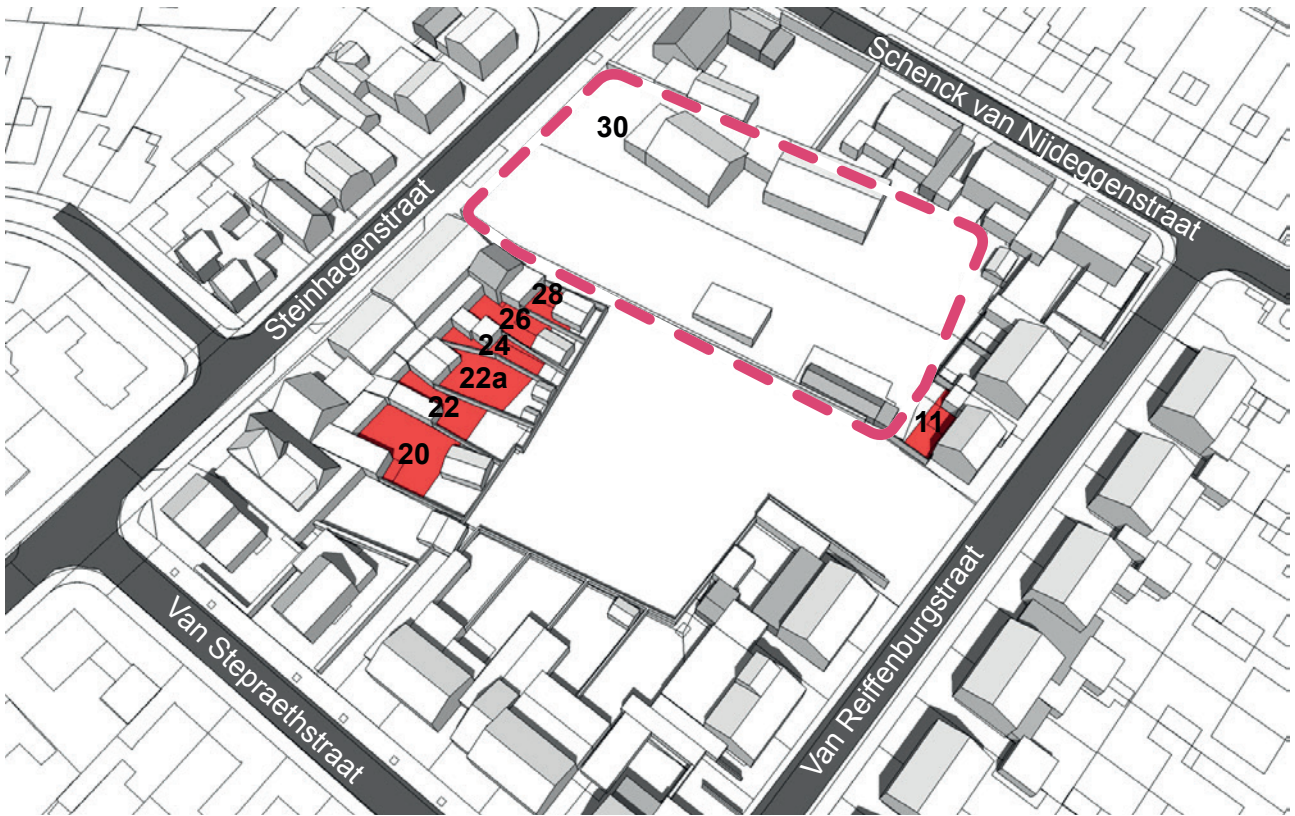 Schenck van Nijdeggenstraat
30
Steinhagenstraat
28
26
24
22a
22
11
20
Van Stepraethstraat
Van Reiffenburgstraat